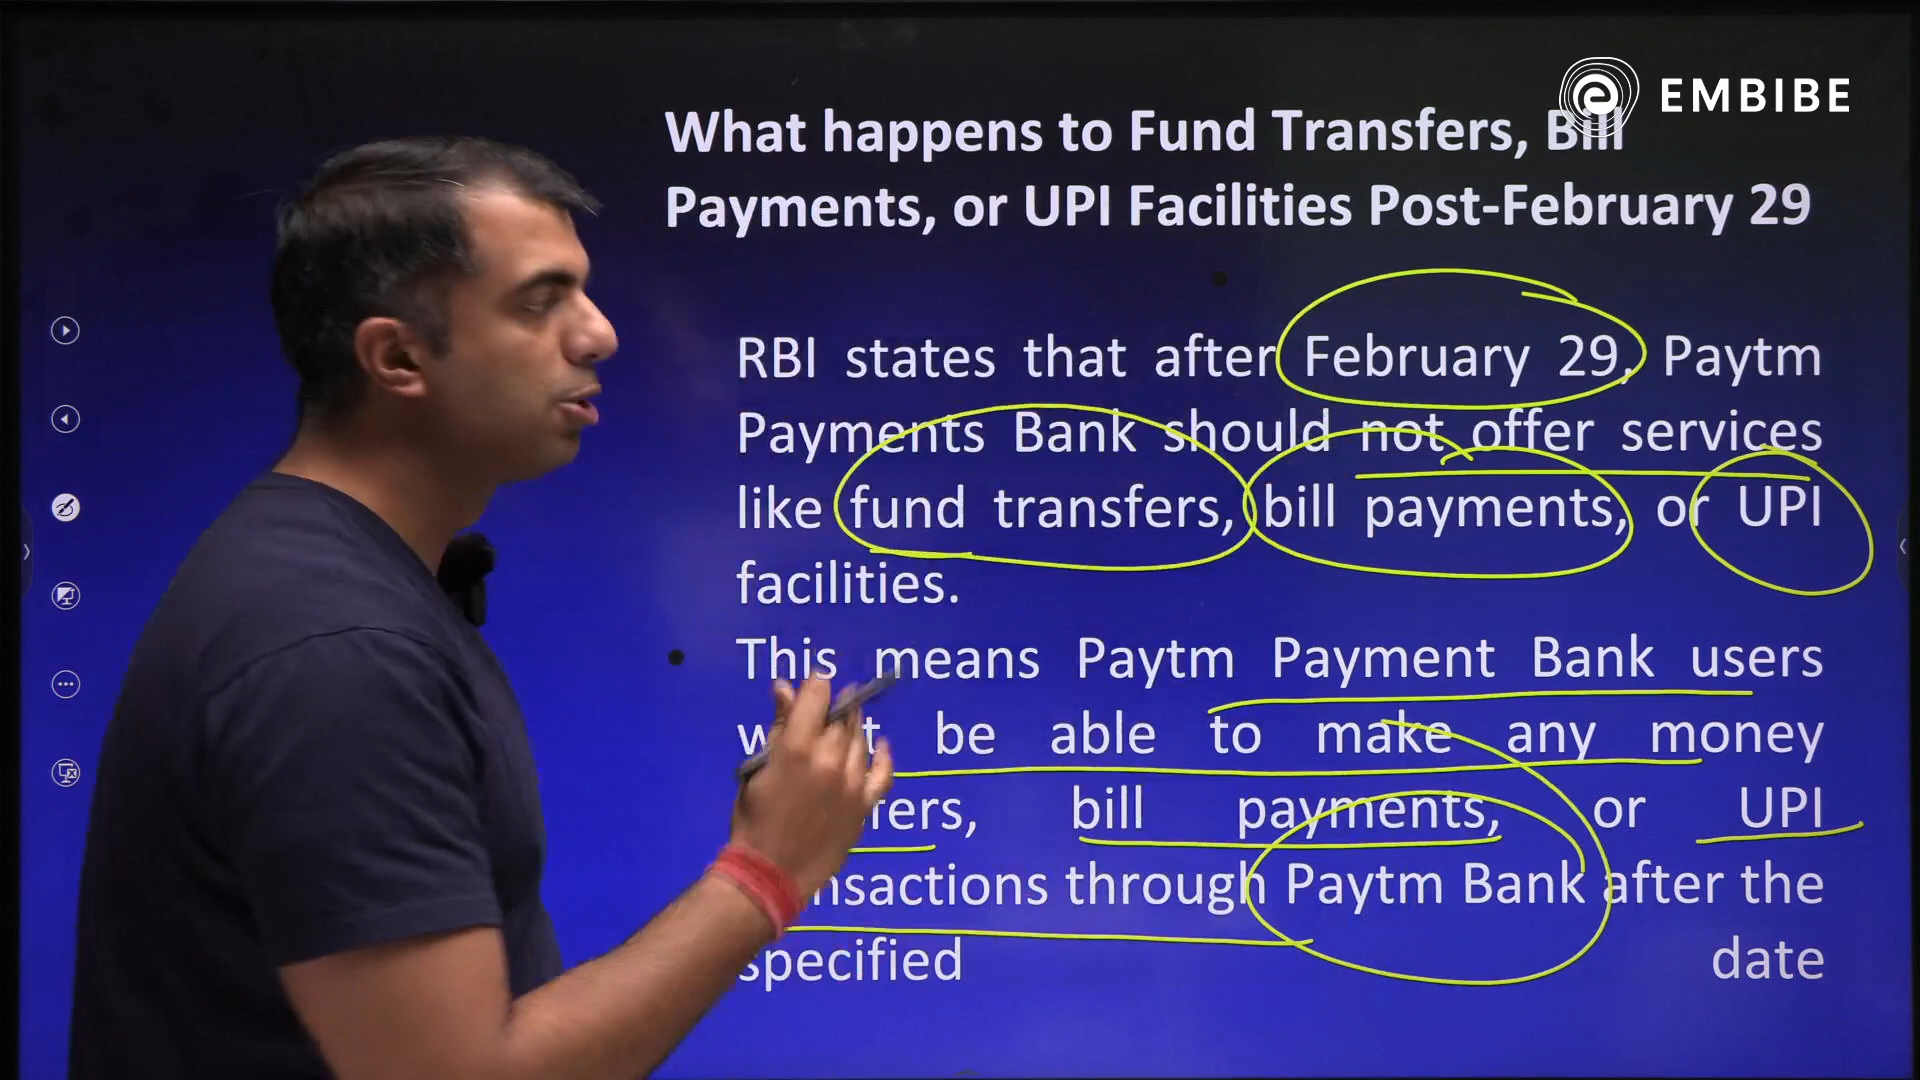 EMBIBE
What happens to Fund Transfers, Bill
Payments, or UPI Facilities Post-February 29
RBI states that after February 29, Paytm
Payments Bank should not offer services
like fund transfers, bill payments, or UPI
facilities.
This means Paytm Payment Bank users
be able to make any money
bill payments, or UPI
through Paytm Bank after the
specified date